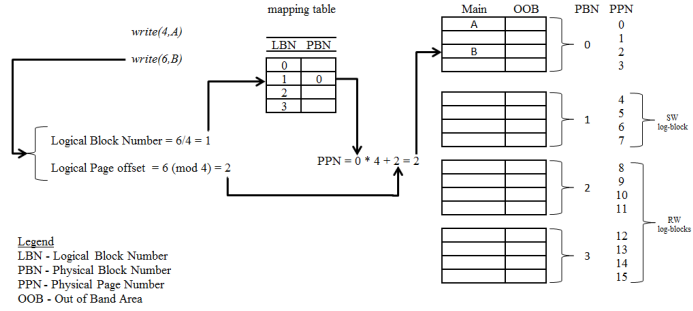 mapping table
Main OOB PBN PPN
write(4,A)
write(6,B)
LBN PBN
0
1 0
2
3
A
B
0
0
1
2
3
1
4
5
6
7
SW
log-block
2
8
9
10
11
3
12
13
14
15
RW
log-blocks
Logical Block Number = 6/4 = 1
Logical Page offset = 6 (mod 4) = 2
PPN = 0 * 4 + 2 = 2
Legend
LBN - Logical Block Number
PBN - Physical Block Number
PPN - Physical Page Number
OOB - Out of Band Area